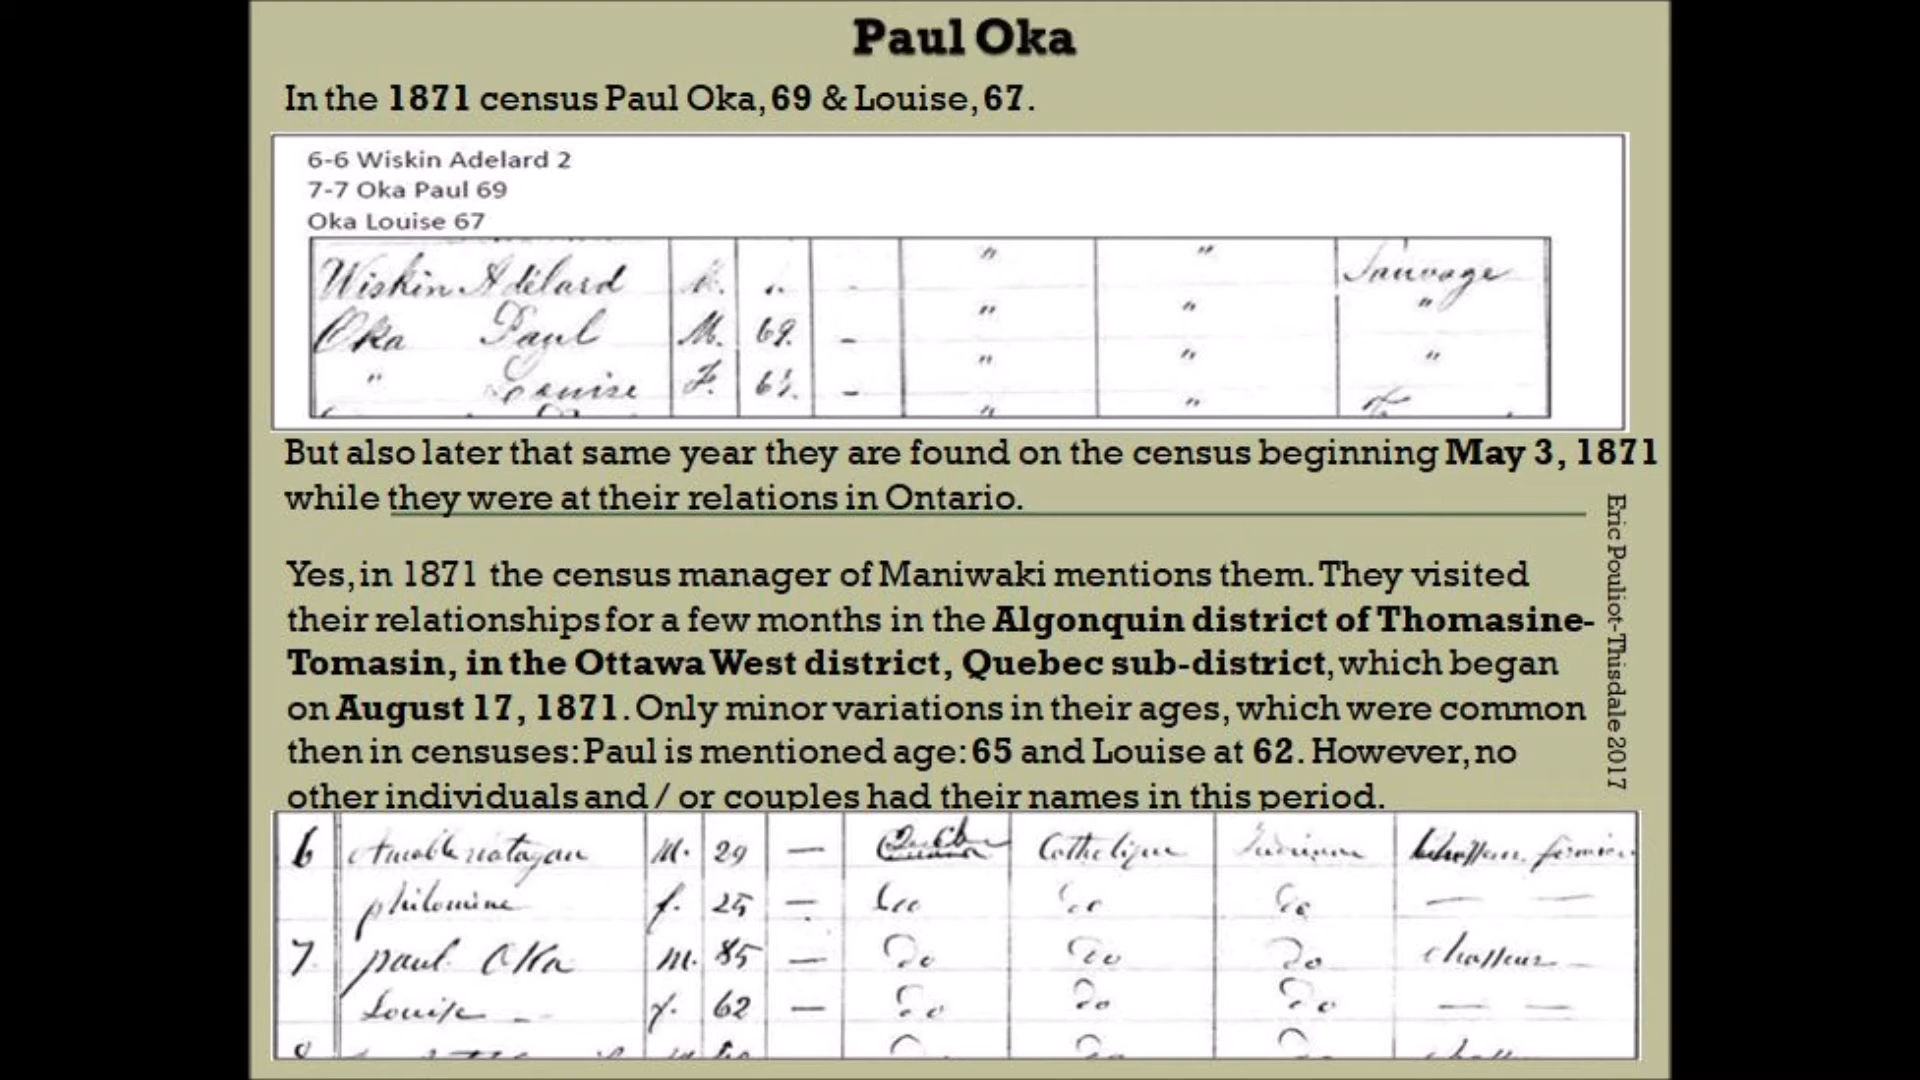 Paul Oka
In the 1871 census Paul Oka, 69 & Louise, 67.
6-6 Wiskin Adelard 2
7-7 Oka Paul 69
Oka Louise 67
Wiskin Adélard M. " " Sauvage
Oka Paul M. 69. - " " "
" Louise F. - " " "
But also later that same year they are found on the census beginning May 3, 1871
while they were at their relations in Ontario.
Yes, in 1871 the census manager of Maniwaki mentions them. They visited
their relationships for a few months in the Algonquin district of Thomasine-
Tomasin, in the Ottawa West district, Quebec sub-district, which began
on August 17, 1871. Only minor variations in their ages, which were common
then in censuses: Paul is mentioned age: 65 and Louise at 62. However, no
other individuals and / or couples had their names in this period.
6 M. 29 — Catholique
philomene f. 25 —
7. paul OKa m. — Do Do Do chasseur
Louise f. 62 — Do Do Do — —
Eric Pouliot-Thisdale 2017